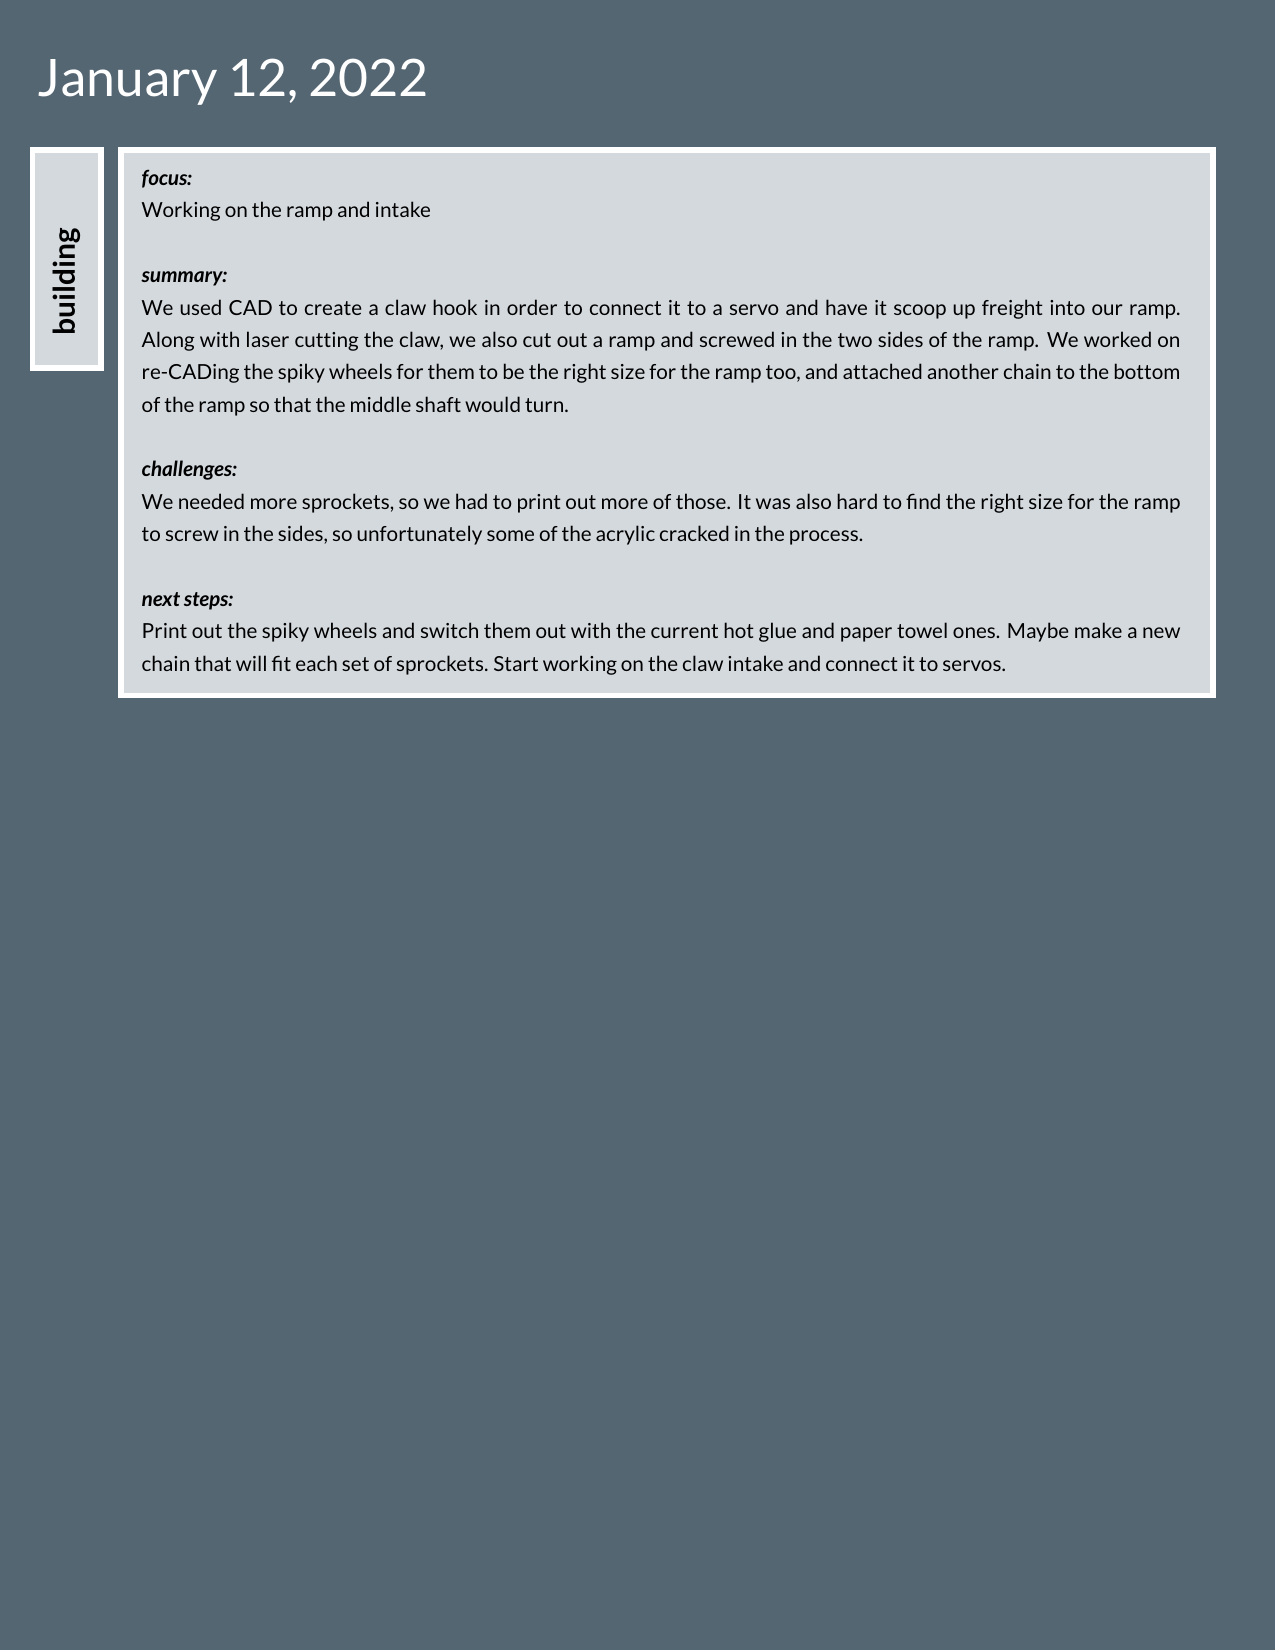 January 12, 2022
building
focus:
Working on the ramp and intake
summary:
We used CAD to create a claw hook in order to connect it to a servo and have it scoop up freight into our ramp.
Along with laser cutting the claw, we also cut out a ramp and screwed in the two sides of the ramp. We worked on
re-CADing the spiky wheels for them to be the right size for the ramp too, and attached another chain to the bottom
of the ramp so that the middle shaft would turn.
challenges:
We needed more sprockets, so we had to print out more of those. It was also hard to find the right size for the ramp
to screw in the sides, so unfortunately some of the acrylic cracked in the process.
next steps:
Print out the spiky wheels and switch them out with the current hot glue and paper towel ones. Maybe make a new
chain that will fit each set of sprockets. Start working on the claw intake and connect it to servos.